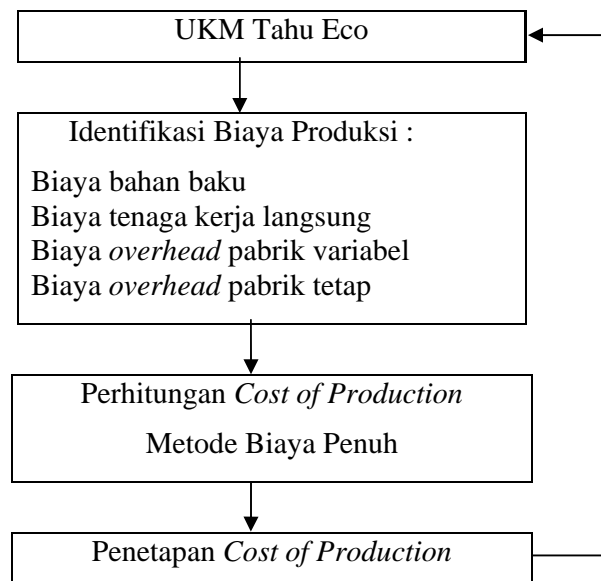 UKM Tahu Eco
Identifikasi Biaya Produksi :
Biaya bahan baku
Biaya tenaga kerja langsung
Biaya overhead pabrik variabel
Biaya overhead pabrik tetap
Perhitungan Cost of Production
Metode Biaya Penuh
Penetapan Cost of Production